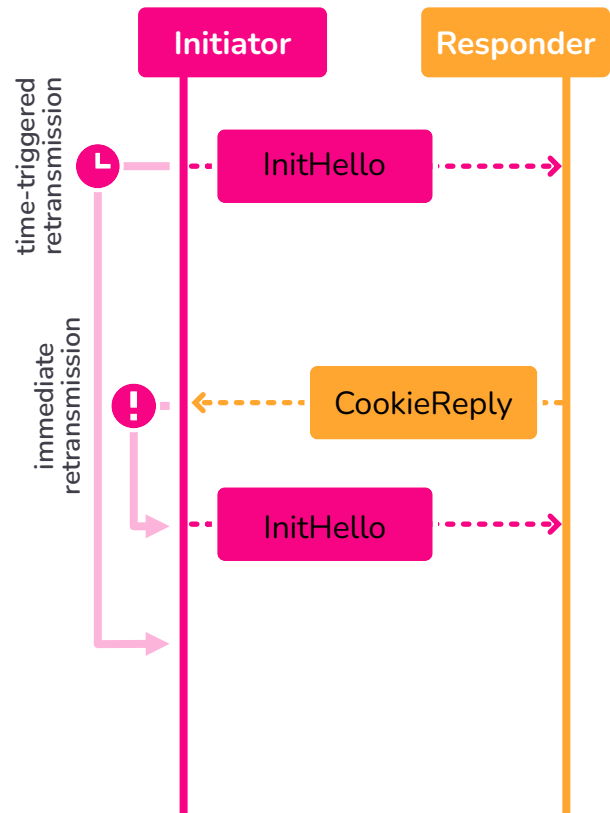 Initiator
Responder
time-triggered
retransmission
InitHello
immediate
retransmission
CookieReply
InitHello